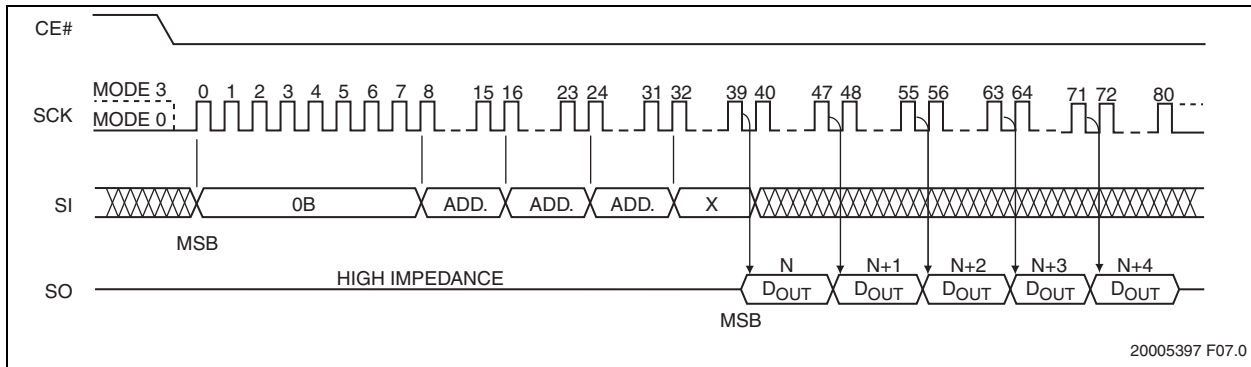 CE#
MODE 3
0 1 2 3 4 5 6 7 8 15 16 23 24 31 32 39 40 47 48 55 56 63 64 71 72 80
SCK
MODE 0
SI
0B ADD. ADD. ADD. X
MSB
HIGH IMPEDANCE
N N+1 N+2 N+3 N+4
SO
DOUT DOUT DOUT DOUT DOUT
MSB
20005397 F07.0